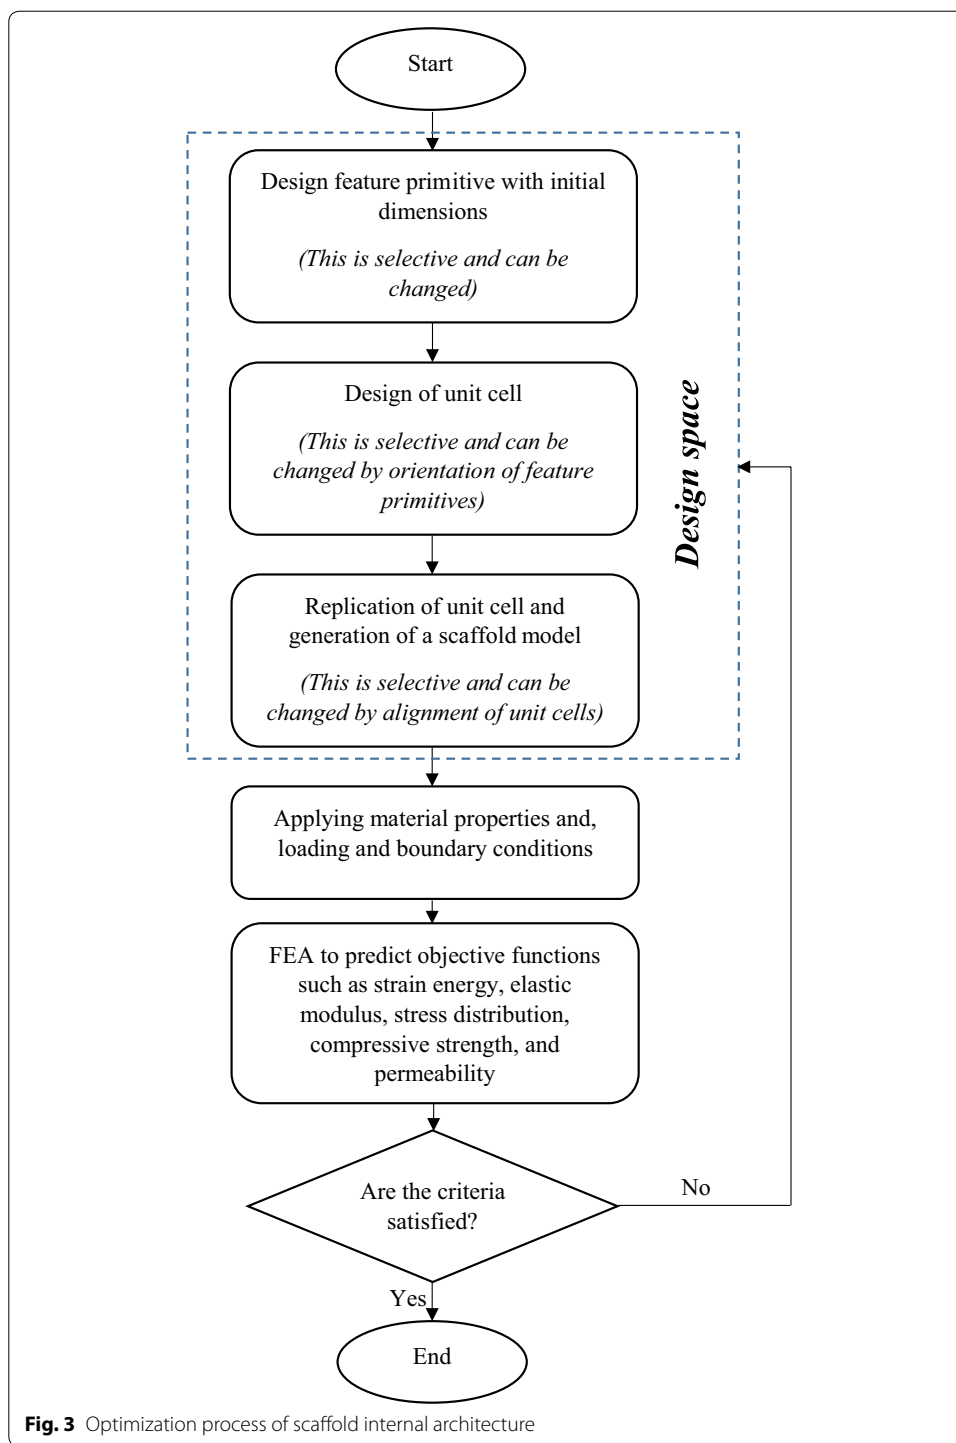 Start
Design feature primitive with initial
dimensions
(This is selective and can be
changed)
Design of unit cell
(This is selective and can be
changed by orientation of feature
primitives)
Design space
Replication of unit cell and
generation of a scaffold model
(This is selective and can be
changed by alignment of unit cells)
Applying material properties and,
loading and boundary conditions
FEA to predict objective functions
such as strain energy, elastic
modulus, stress distribution,
compressive strength, and
permeability
Are the criteria
satisfied?
No
Yes
End
Fig. 3 Optimization process of scaffold internal architecture